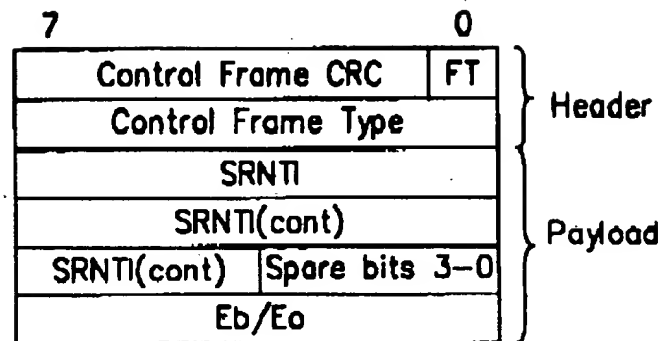 7 0
Control Frame CRC FT
Header
Control Frame Type
SRNTI
SRNTI(cont)
Payload
SRNTI(cont) Spare bits 3-0
Eb/Eo